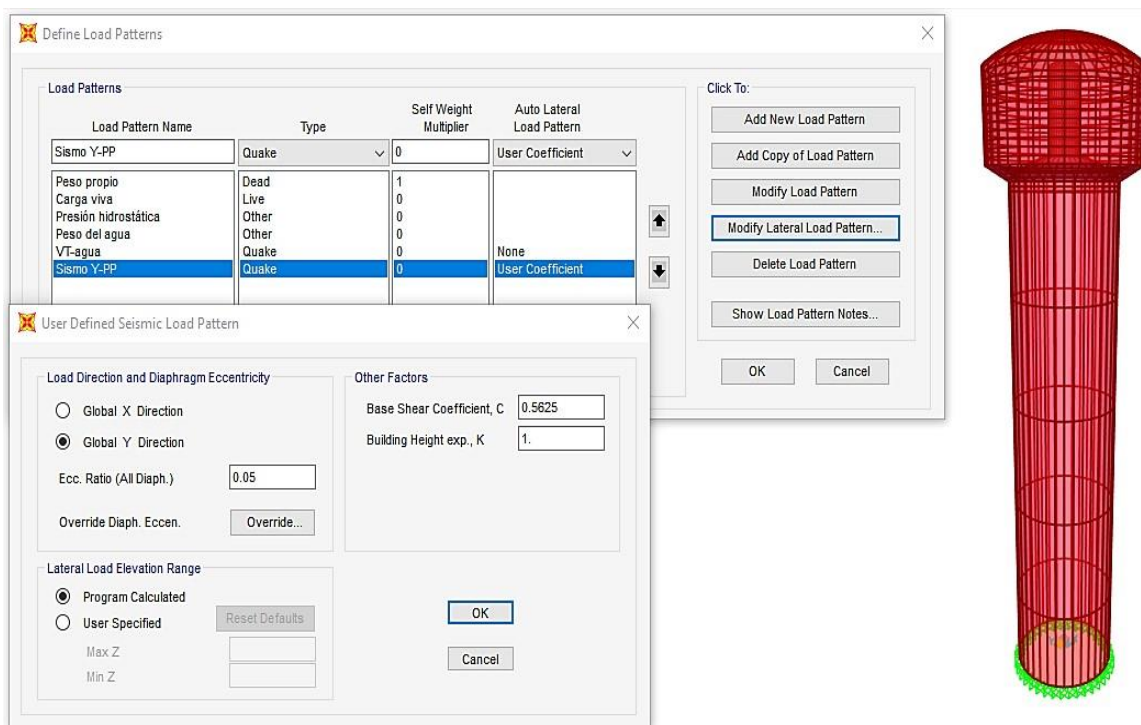 Define Load Patterns
Load Patterns
Click To:
Load Pattern Name Type Self Weight Multiplier Auto Lateral Load Pattern
Sismo Y-PP Quake 0 User Coefficient
Peso propio Dead 1
Carga viva Live 0
Presión hidrostática Other 0
Peso del agua Other 0
VT-agua Quake 0 None
Sismo Y-PP Quake 0 User Coefficient
Add New Load Pattern
Add Copy of Load Pattern
Modify Load Pattern
Modify Lateral Load Pattern...
Delete Load Pattern
Show Load Pattern Notes...
OK Cancel
User Defined Seismic Load Pattern
Load Direction and Diaphragm Eccentricity
Global X Direction
Global Y Direction
Ecc. Ratio (All Diaph.) 0.05
Override Diaph. Eccen. Override...
Other Factors
Base Shear Coefficient, C 0.5625
Building Height exp., K 1.
Lateral Load Elevation Range
Program Calculated
User Specified Reset Defaults
Max Z
Min Z
OK
Cancel